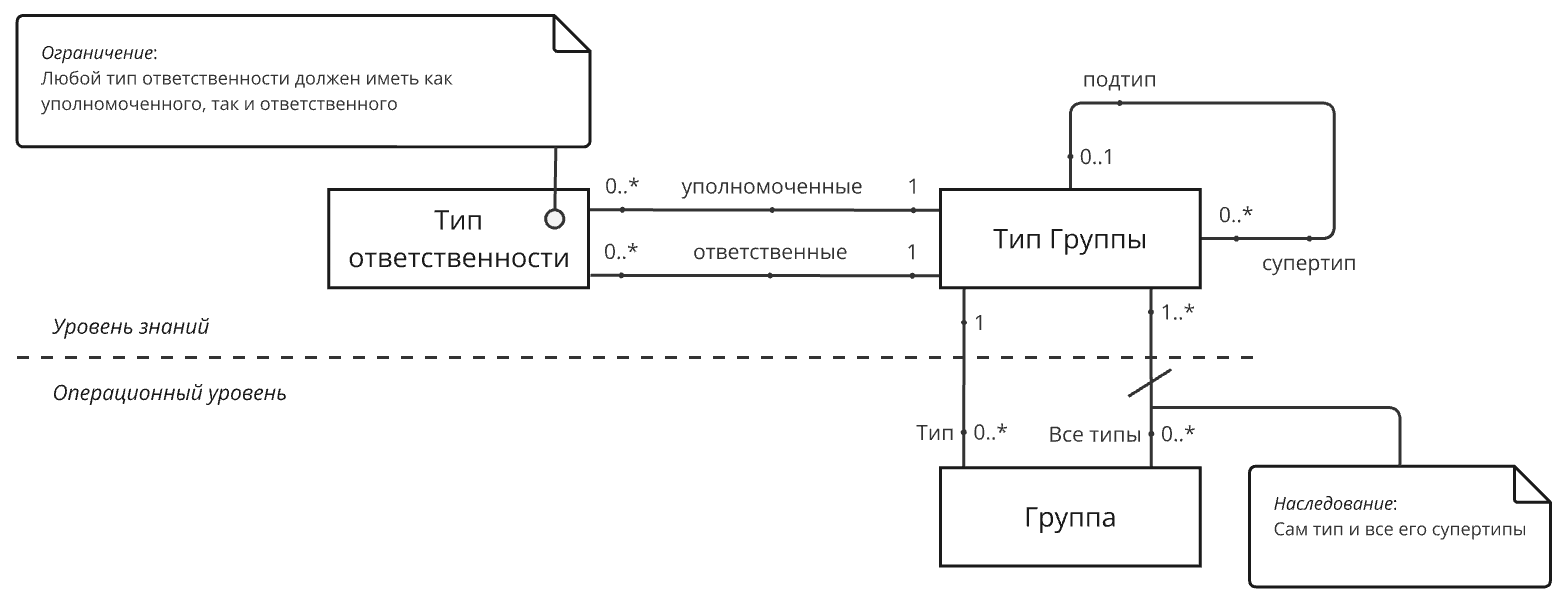 Ограничение:
Любой тип ответственности должен иметь как
уполномоченного, так и ответственного
подтип
0..1
0..*
супертип
0..*
уполномоченные
1
0..*
ответственные
1
Тип
ответственности
Тип Группы
Уровень знаний
1
1..*
Операционный уровень
Тип
0..*
Все типы
0..*
Группа
Наследование:
Сам тип и все его супертипы